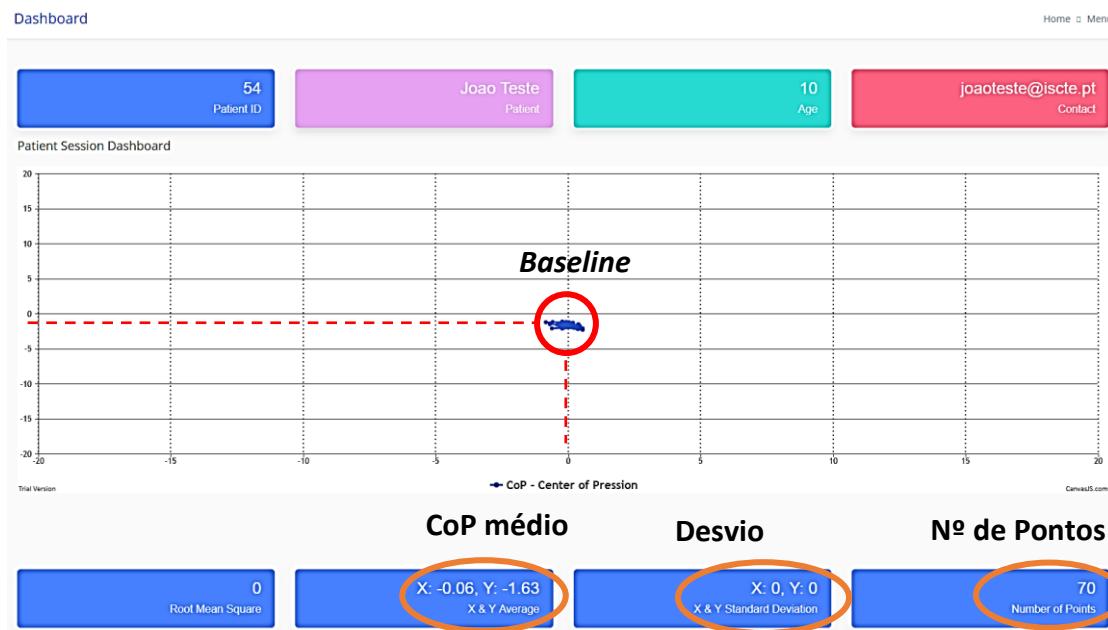 Dashboard
Home Menu
54
Patient ID
Joao Teste
Patient
10
Age
joaoteste@iscte.pt
Contact
Patient Session Dashboard
20
15
10
5
0
-5
-10
-15
-20
Baseline
-20 -15 -10 -5 0 5 10 15 20
Trial Version
CoP - Center of Pression
CanvasJS.com
CoP médio
Desvio
Nº de Pontos
0
Root Mean Square
X: -0.06, Y: -1.63
X & Y Average
X: 0, Y: 0
X & Y Standard Deviation
70
Number of Points